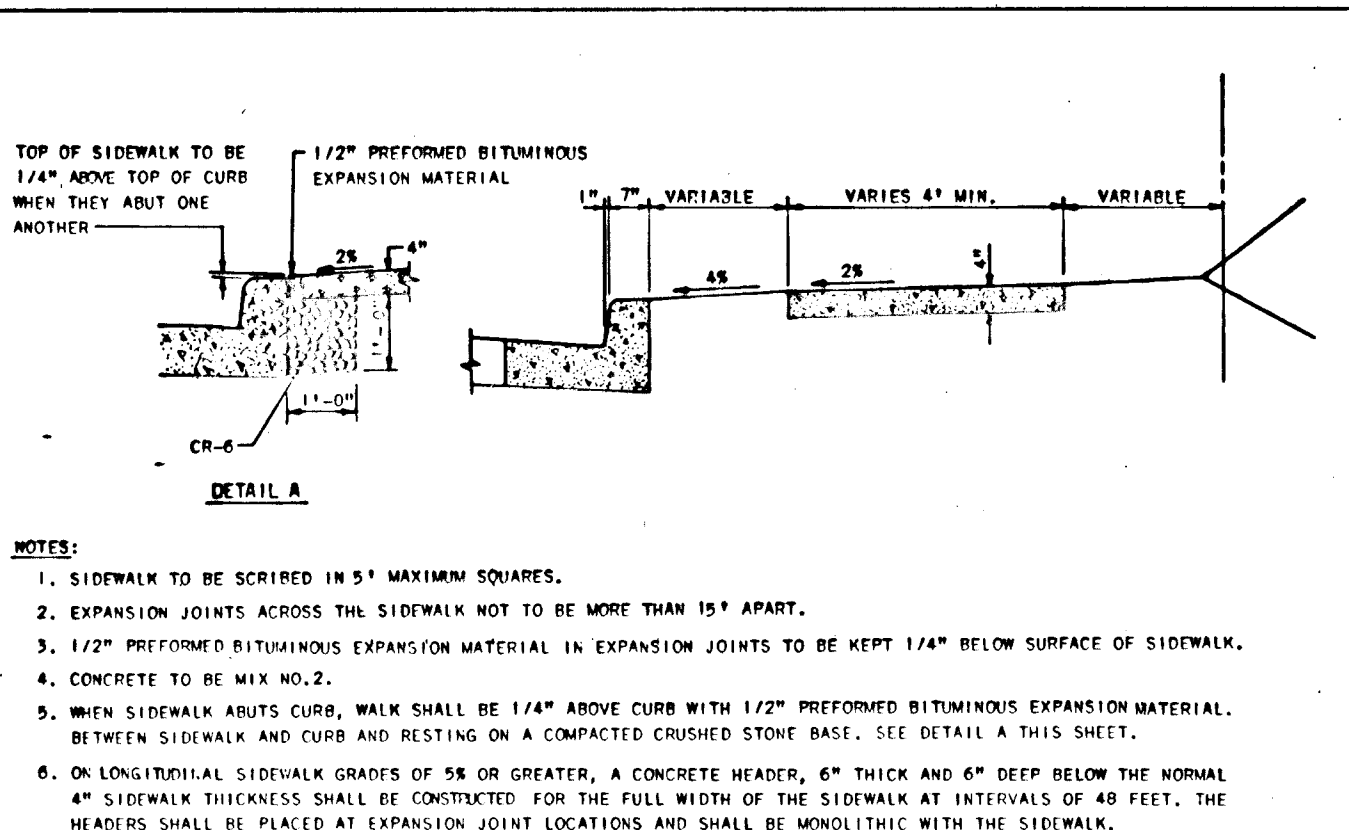 TOP OF SIDEWALK TO BE
1/4" ABOVE TOP OF CURB
WHEN THEY ABUT ONE
ANOTHER
1/2" PREFORMED BITUMINOUS
EXPANSION MATERIAL
2%
4"
1'-0"
1'-0"
CR-6
DETAIL A
1" 7" VARIABLE VARIES 4' MIN. VARIABLE
4% 2% 4"
NOTES:
1. SIDEWALK TO BE SCRIBED IN 5' MAXIMUM SQUARES.
2. EXPANSION JOINTS ACROSS THE SIDEWALK NOT TO BE MORE THAN 15' APART.
3. 1/2" PREFORMED BITUMINOUS EXPANSION MATERIAL IN EXPANSION JOINTS TO BE KEPT 1/4" BELOW SURFACE OF SIDEWALK.
4. CONCRETE TO BE MIX NO.2.
5. WHEN SIDEWALK ABUTS CURB, WALK SHALL BE 1/4" ABOVE CURB WITH 1/2" PREFORMED BITUMINOUS EXPANSION MATERIAL.
BETWEEN SIDEWALK AND CURB AND RESTING ON A COMPACTED CRUSHED STONE BASE. SEE DETAIL A THIS SHEET.
6. ON LONGITUDINAL SIDEWALK GRADES OF 5% OR GREATER, A CONCRETE HEADER, 6" THICK AND 6" DEEP BELOW THE NORMAL
4" SIDEWALK THICKNESS SHALL BE CONSTRUCTED FOR THE FULL WIDTH OF THE SIDEWALK AT INTERVALS OF 48 FEET. THE
HEADERS SHALL BE PLACED AT EXPANSION JOINT LOCATIONS AND SHALL BE MONOLITHIC WITH THE SIDEWALK.